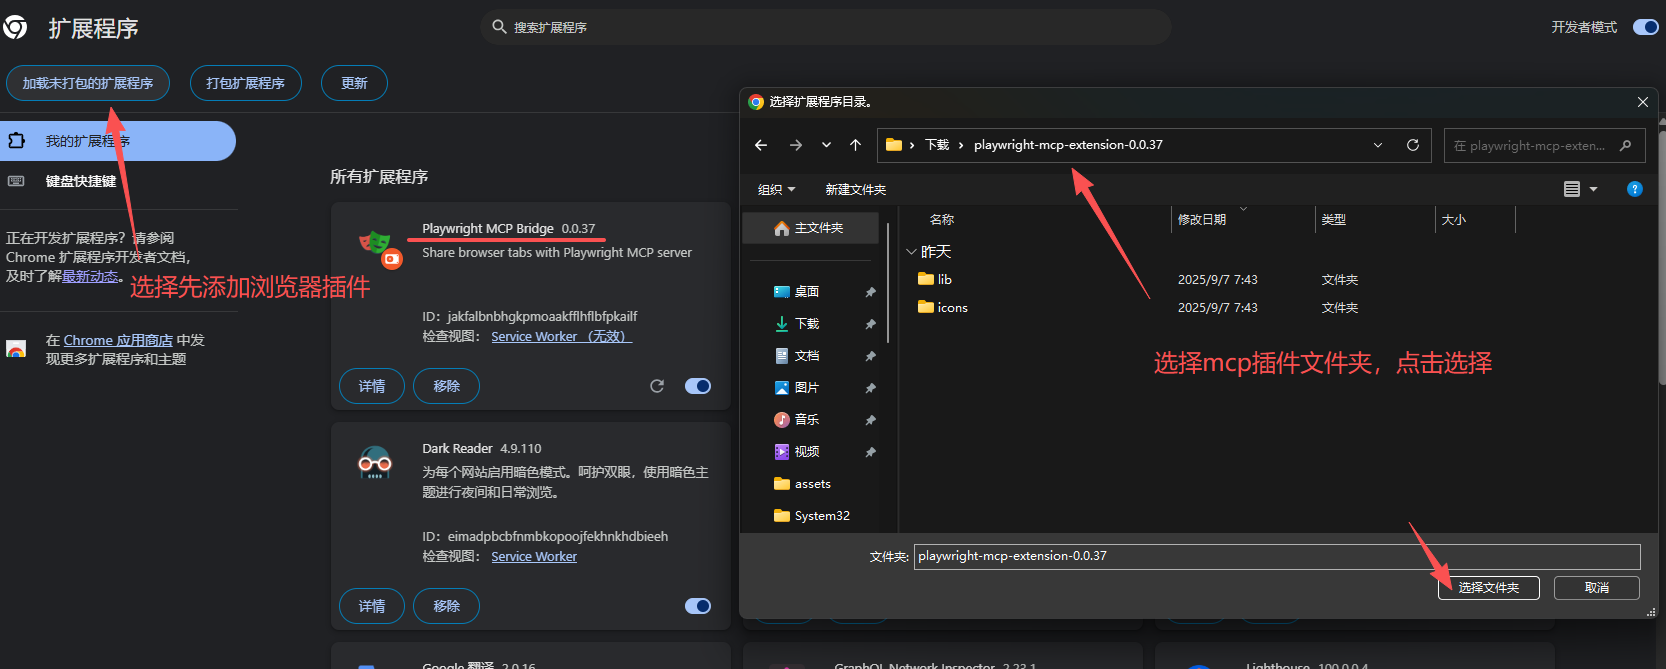 扩展程序
搜索扩展程序
开发者模式
加载未打包的扩展程序
打包扩展程序
更新
我的扩展程序
键盘快捷键
正在开发扩展程序？请参阅
Chrome 扩展程序开发者文档，
及时了解最新动态。
选择先添加浏览器插件
在 Chrome 应用商店 中发
现更多扩展程序和主题
所有扩展程序
Playwright MCP Bridge 0.0.37
Share browser tabs with Playwright MCP server
ID：jakfalbnbhgkpmoaakfflhflbfpkailf
检查视图： Service Worker （无效）
详情
移除
Dark Reader 4.9.110
为每个网站启用暗色模式。呵护双眼，使用暗色主
题进行夜间和日常浏览。
ID：eimadpbcbfnmbkopoojfekhnkhdbieeh
检查视图： Service Worker
详情
移除
Google 翻译 2.0.16
GraphQL Network Inspector 2.23.1
Lighthouse 100.0.0.4
选择扩展程序目录。
下载 playwright-mcp-extension-0.0.37
在 playwright-mcp-exten...
组织
新建文件夹
主文件夹
桌面
下载
文档
图片
音乐
视频
assets
System32
名称
修改日期
类型
大小
昨天
lib 2025/9/7 7:43 文件夹
icons 2025/9/7 7:43 文件夹
选择mcp插件文件夹，点击选择
文件夹: playwright-mcp-extension-0.0.37
选择文件夹
取消